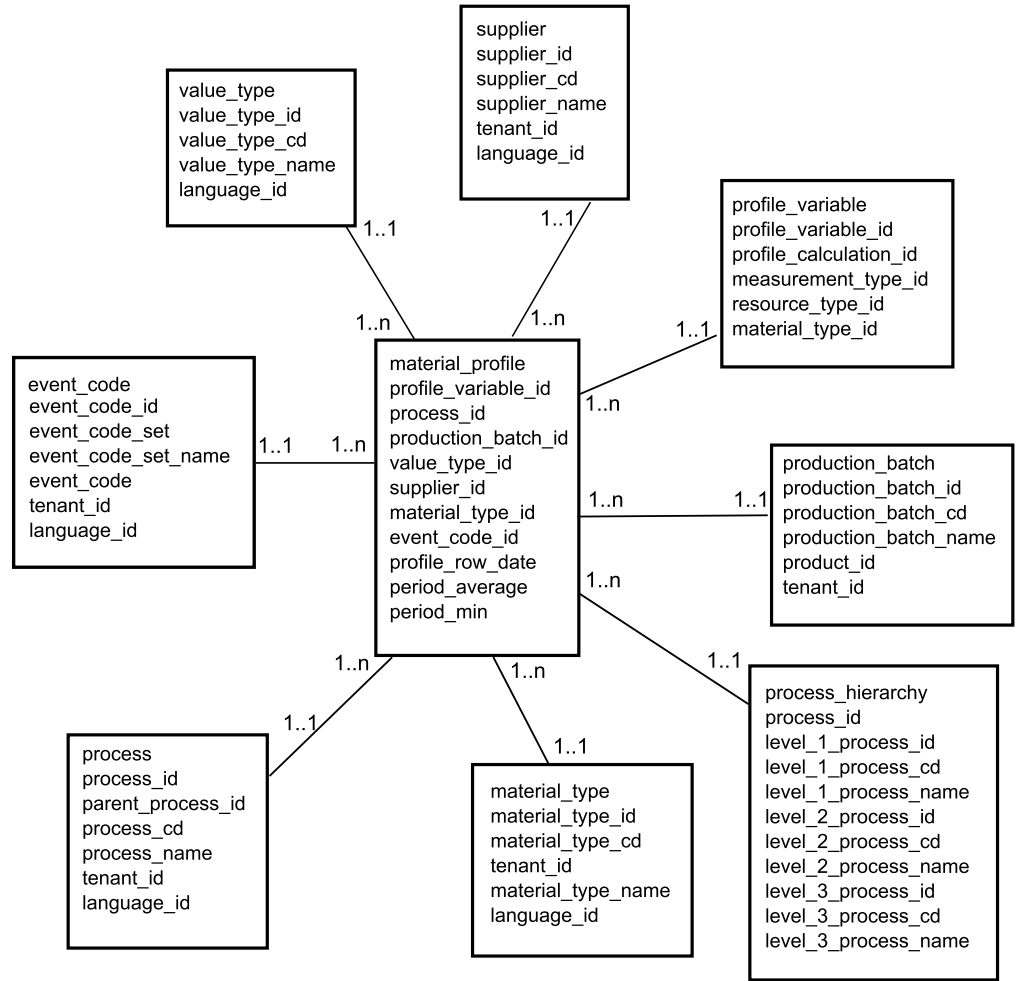 supplier
supplier_id
supplier_cd
supplier_name
tenant_id
language_id
value_type
value_type_id
value_type_cd
value_type_name
language_id
profile_variable
profile_variable_id
profile_calculation_id
measurement_type_id
resource_type_id
material_type_id
1..1
1..1
1..n
1..n
1..1
1..n
event_code
event_code_id
event_code_set
event_code_set_name
event_code
tenant_id
language_id
1..1
1..n
material_profile
profile_variable_id
process_id
production_batch_id
value_type_id
supplier_id
material_type_id
event_code_id
profile_row_date
period_average
period_min
1..n
1..1
production_batch
production_batch_id
production_batch_cd
production_batch_name
product_id
tenant_id
1..n
1..1
1..n
1..1
1..n
1..1
process
process_id
parent_process_id
process_cd
process_name
tenant_id
language_id
material_type
material_type_id
material_type_cd
tenant_id
material_type_name
language_id
process_hierarchy
process_id
level_1_process_id
level_1_process_cd
level_1_process_name
level_2_process_id
level_2_process_cd
level_2_process_name
level_3_process_id
level_3_process_cd
level_3_process_name